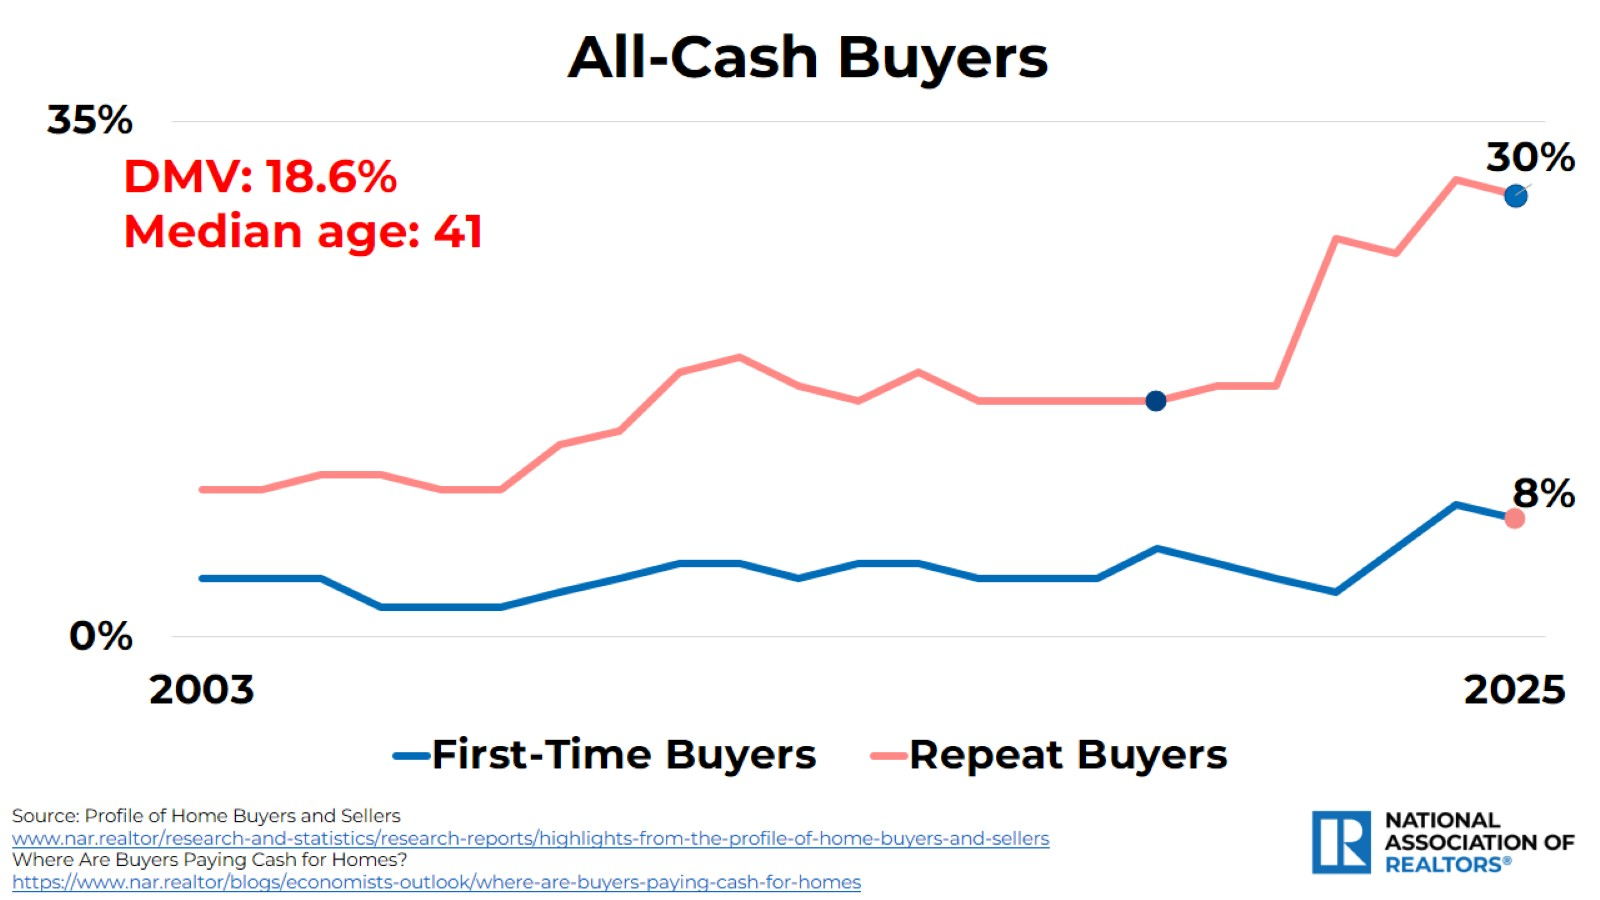 All-Cash Buyers
35%
DMV: 18.6%
Median age: 41
30%
8%
0%
2003
2025
First-Time Buyers
Repeat Buyers
Source: Profile of Home Buyers and Sellers
www.nar.realtor/research-and-statistics/research-reports/highlights-from-the-profile-of-home-buyers-and-sellers
Where Are Buyers Paying Cash for Homes?
https://www.nar.realtor/blogs/economists-outlook/where-are-buyers-paying-cash-for-homes
R
NATIONAL
ASSOCIATION OF
REALTORS®